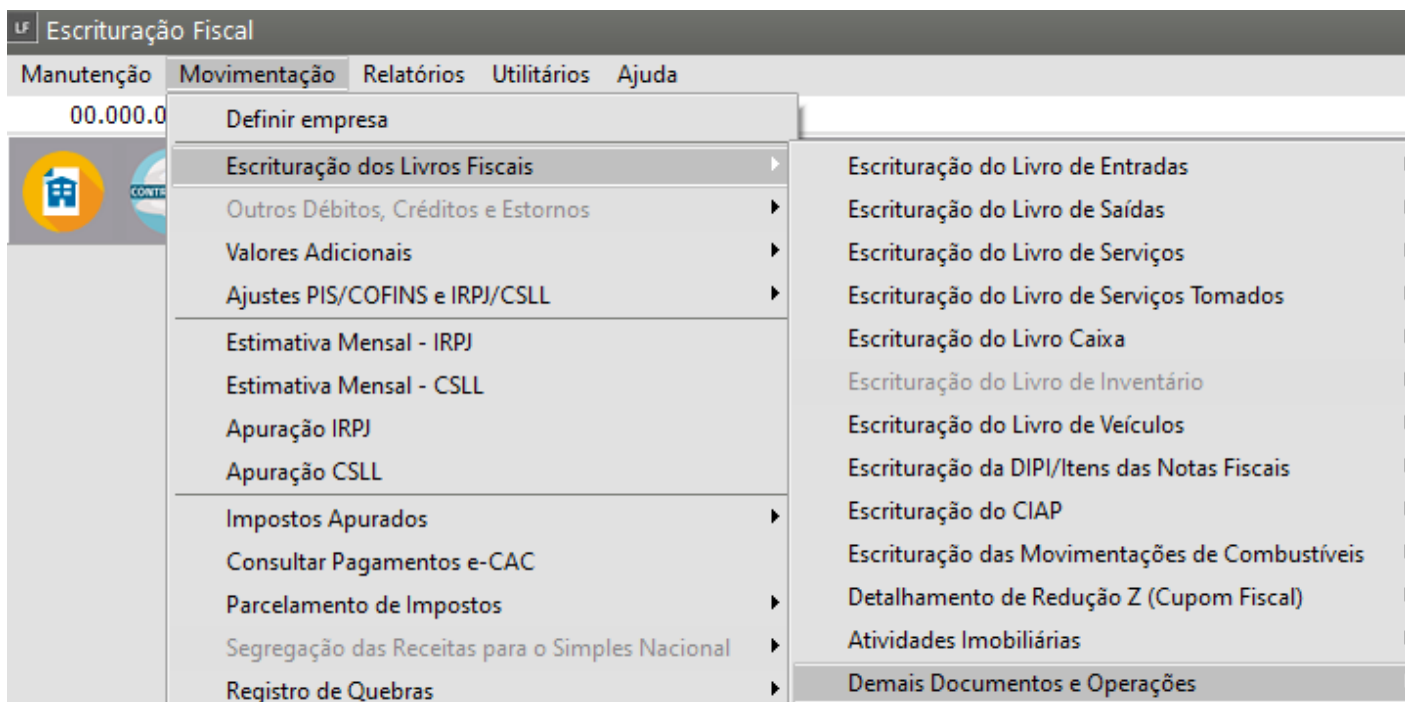 LF Escrituração Fiscal
Manutenção Movimentação Relatórios Utilitários Ajuda
00.000.0
Definir empresa
Escrituração dos Livros Fiscais
Outros Débitos, Créditos e Estornos
Valores Adicionais
Ajustes PIS/COFINS e IRPJ/CSLL
Estimativa Mensal - IRPJ
Estimativa Mensal - CSLL
Apuração IRPJ
Apuração CSLL
Impostos Apurados
Consultar Pagamentos e-CAC
Parcelamento de Impostos
Segregação das Receitas para o Simples Nacional
Registro de Quebras
Escrituração do Livro de Entradas
Escrituração do Livro de Saídas
Escrituração do Livro de Serviços
Escrituração do Livro de Serviços Tomados
Escrituração do Livro Caixa
Escrituração do Livro de Inventário
Escrituração do Livro de Veículos
Escrituração da DIPI/Itens das Notas Fiscais
Escrituração do CIAP
Escrituração das Movimentações de Combustíveis
Detalhamento de Redução Z (Cupom Fiscal)
Atividades Imobiliárias
Demais Documentos e Operações